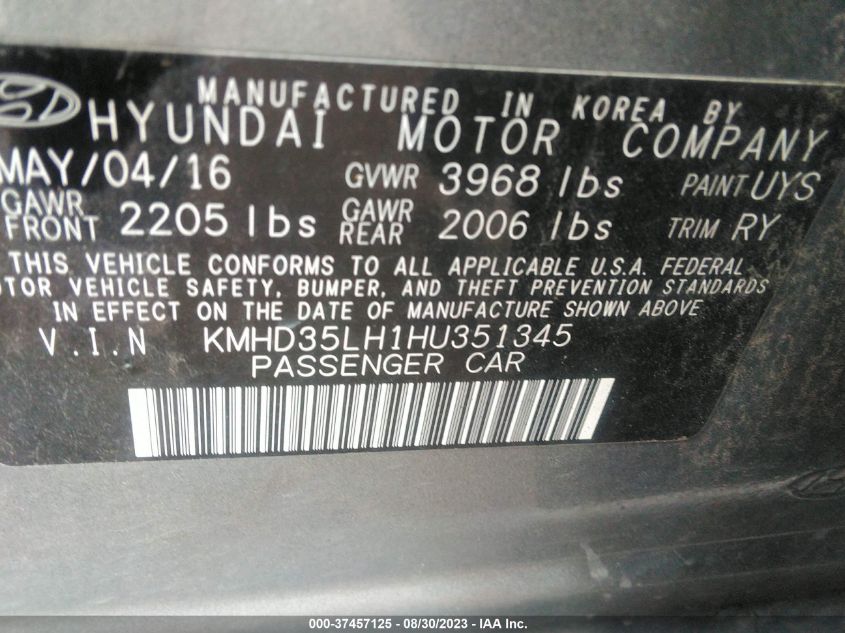 MANUFACTURED IN KOREA BY
HYUNDAI MOTOR COMPANY
MAY/04/16 GVWR 3968 lbs PAINT UYS
GAWR FRONT 2205 lbs GAWR REAR 2006 lbs TRIM RY
THIS VEHICLE CONFORMS TO ALL APPLICABLE U.S.A. FEDERAL
MOTOR VEHICLE SAFETY, BUMPER, AND THEFT PREVENTION STANDARDS
IN EFFECT ON THE DATE OF MANUFACTURE SHOWN ABOVE
V.I.N KMHD35LH1HU351345
PASSENGER CAR
000-37457125 - 08/30/2023 - IAA Inc.